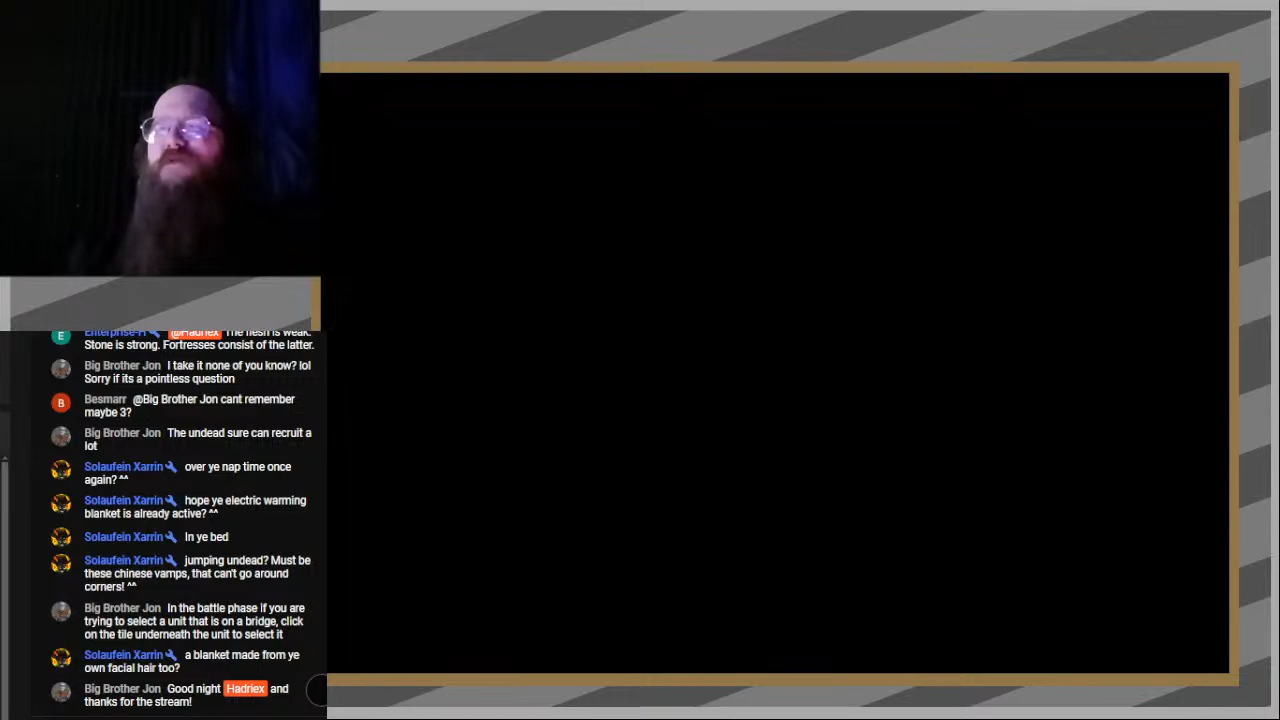 Enterprise-H @Hadriex The flesh is weak.
Stone is strong. Fortresses consist of the latter.
Big Brother Jon I take it none of you know? lol
Sorry if its a pointless question
B Besmarr @Big Brother Jon cant remember
maybe 3?
Big Brother Jon The undead sure can recruit a
lot
Solaufein Xarrin over ye nap time once
again? ^^
Solaufein Xarrin hope ye electric warming
blanket is already active? ^^
Solaufein Xarrin In ye bed
Solaufein Xarrin jumping undead? Must be
these chinese vamps, that can't go around
corners! ^^
Big Brother Jon In the battle phase if you are
trying to select a unit that is on a bridge, click
on the tile underneath the unit to select it
Solaufein Xarrin a blanket made from ye
own facial hair too?
Big Brother Jon Good night Hadriex and
thanks for the stream!